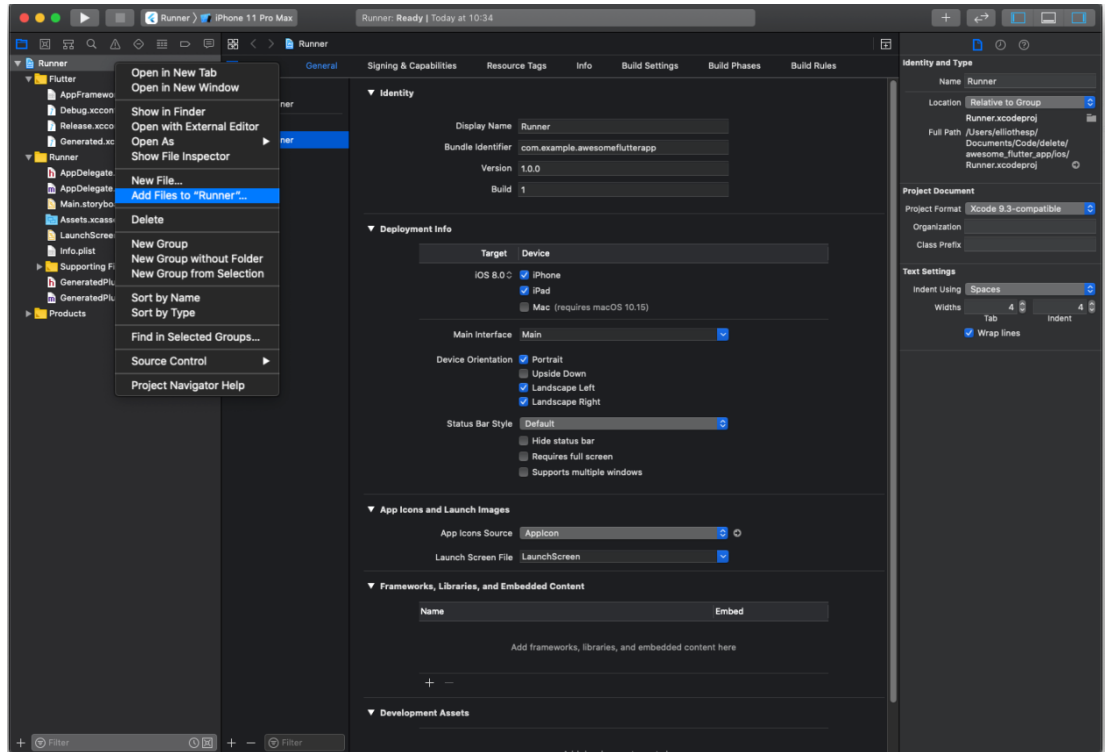 Runner
iPhone 11 Pro Max
Runner: Ready | Today at 10:34
Runner
Runner
Flutter
AppFramewo
Debug.xccon
Release.xcco
Generated.xc
Runner
AppDelegate.
AppDelegate.
Main.storybo
Assets.xcass
LaunchScree
Info.plist
Supporting Fi
GeneratedPlu
GeneratedPlu
Products
Filter
Open in New Tab
Open in New Window
Show in Finder
Open with External Editor
Open As
Show File Inspector
New File...
Add Files to “Runner”...
Delete
New Group
New Group without Folder
New Group from Selection
Sort by Name
Sort by Type
Find in Selected Groups...
Source Control
Project Navigator Help
ner
ner
Filter
General Signing & Capabilities Resource Tags Info Build Settings Build Phases Build Rules
Identity
Display Name Runner
Bundle Identifier com.example.awesomeflutterapp
Version 1.0.0
Build 1
Deployment Info
Target Device
iOS 8.0 iPhone
iPad
Mac (requires macOS 10.15)
Main Interface Main
Device Orientation Portrait
Upside Down
Landscape Left
Landscape Right
Status Bar Style Default
Hide status bar
Requires full screen
Supports multiple windows
App Icons and Launch Images
App Icons Source AppIcon
Launch Screen File LaunchScreen
Frameworks, Libraries, and Embedded Content
Name Embed
Add frameworks, libraries, and embedded content here
Development Assets
Identity and Type
Name Runner
Location Relative to Group
Runner.xcodeproj
Full Path /Users/elliothesp/
Documents/Code/delete/
awesome_flutter_app/ios/
Runner.xcodeproj
Project Document
Project Format Xcode 9.3-compatible
Organization
Class Prefix
Text Settings
Indent Using Spaces
Widths 4 4
Tab Indent
Wrap lines